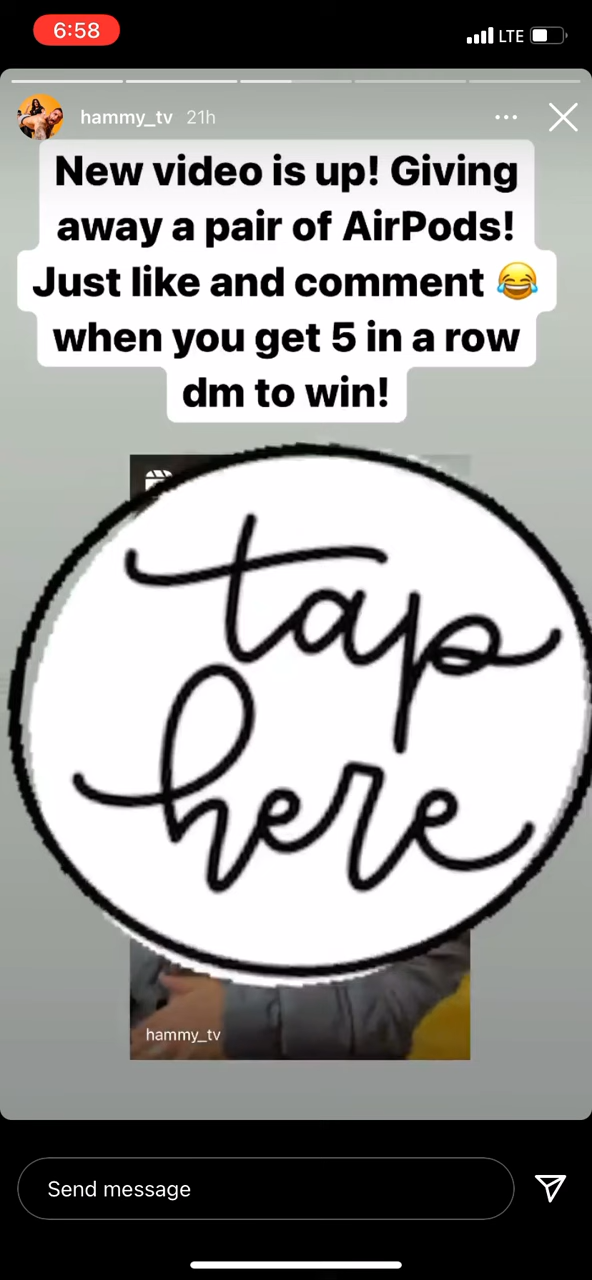 6:58
LTE
hammy_tv 21h
New video is up! Giving
away a pair of AirPods!
Just like and comment 😂
when you get 5 in a row
dm to win!
tap
here
hammy_tv
Send message